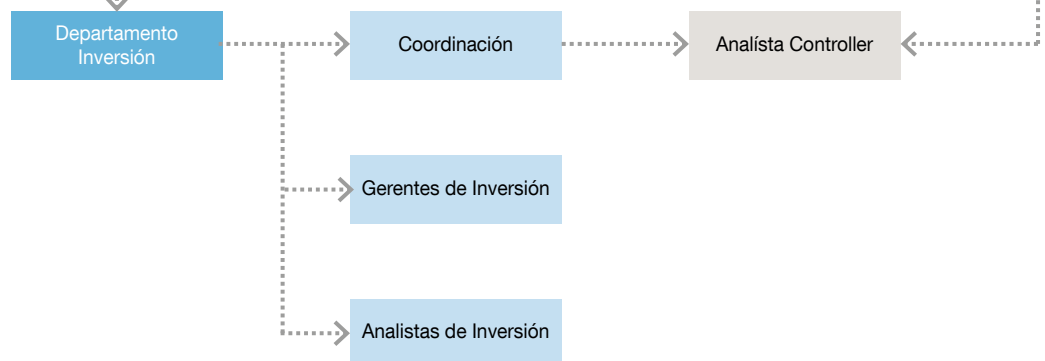 Departamento
Inversión
Coordinación
Analísta Controller
Gerentes de Inversión
Analistas de Inversión